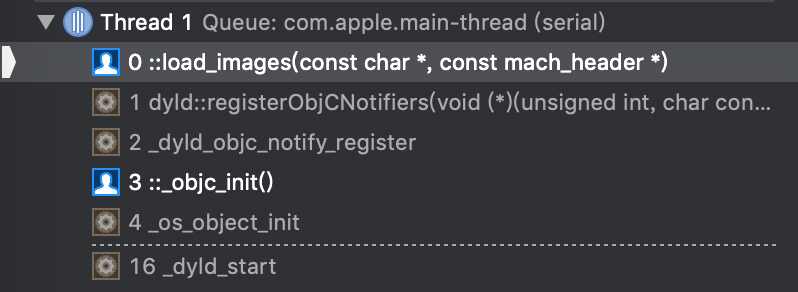 Thread 1 Queue: com.apple.main-thread (serial)
0 ::load_images(const char *, const mach_header *)
1 dyld::registerObjCNotifiers(void (*)(unsigned int, char con...
2 _dyld_objc_notify_register
3 ::_objc_init()
4 _os_object_init
16 _dyld_start